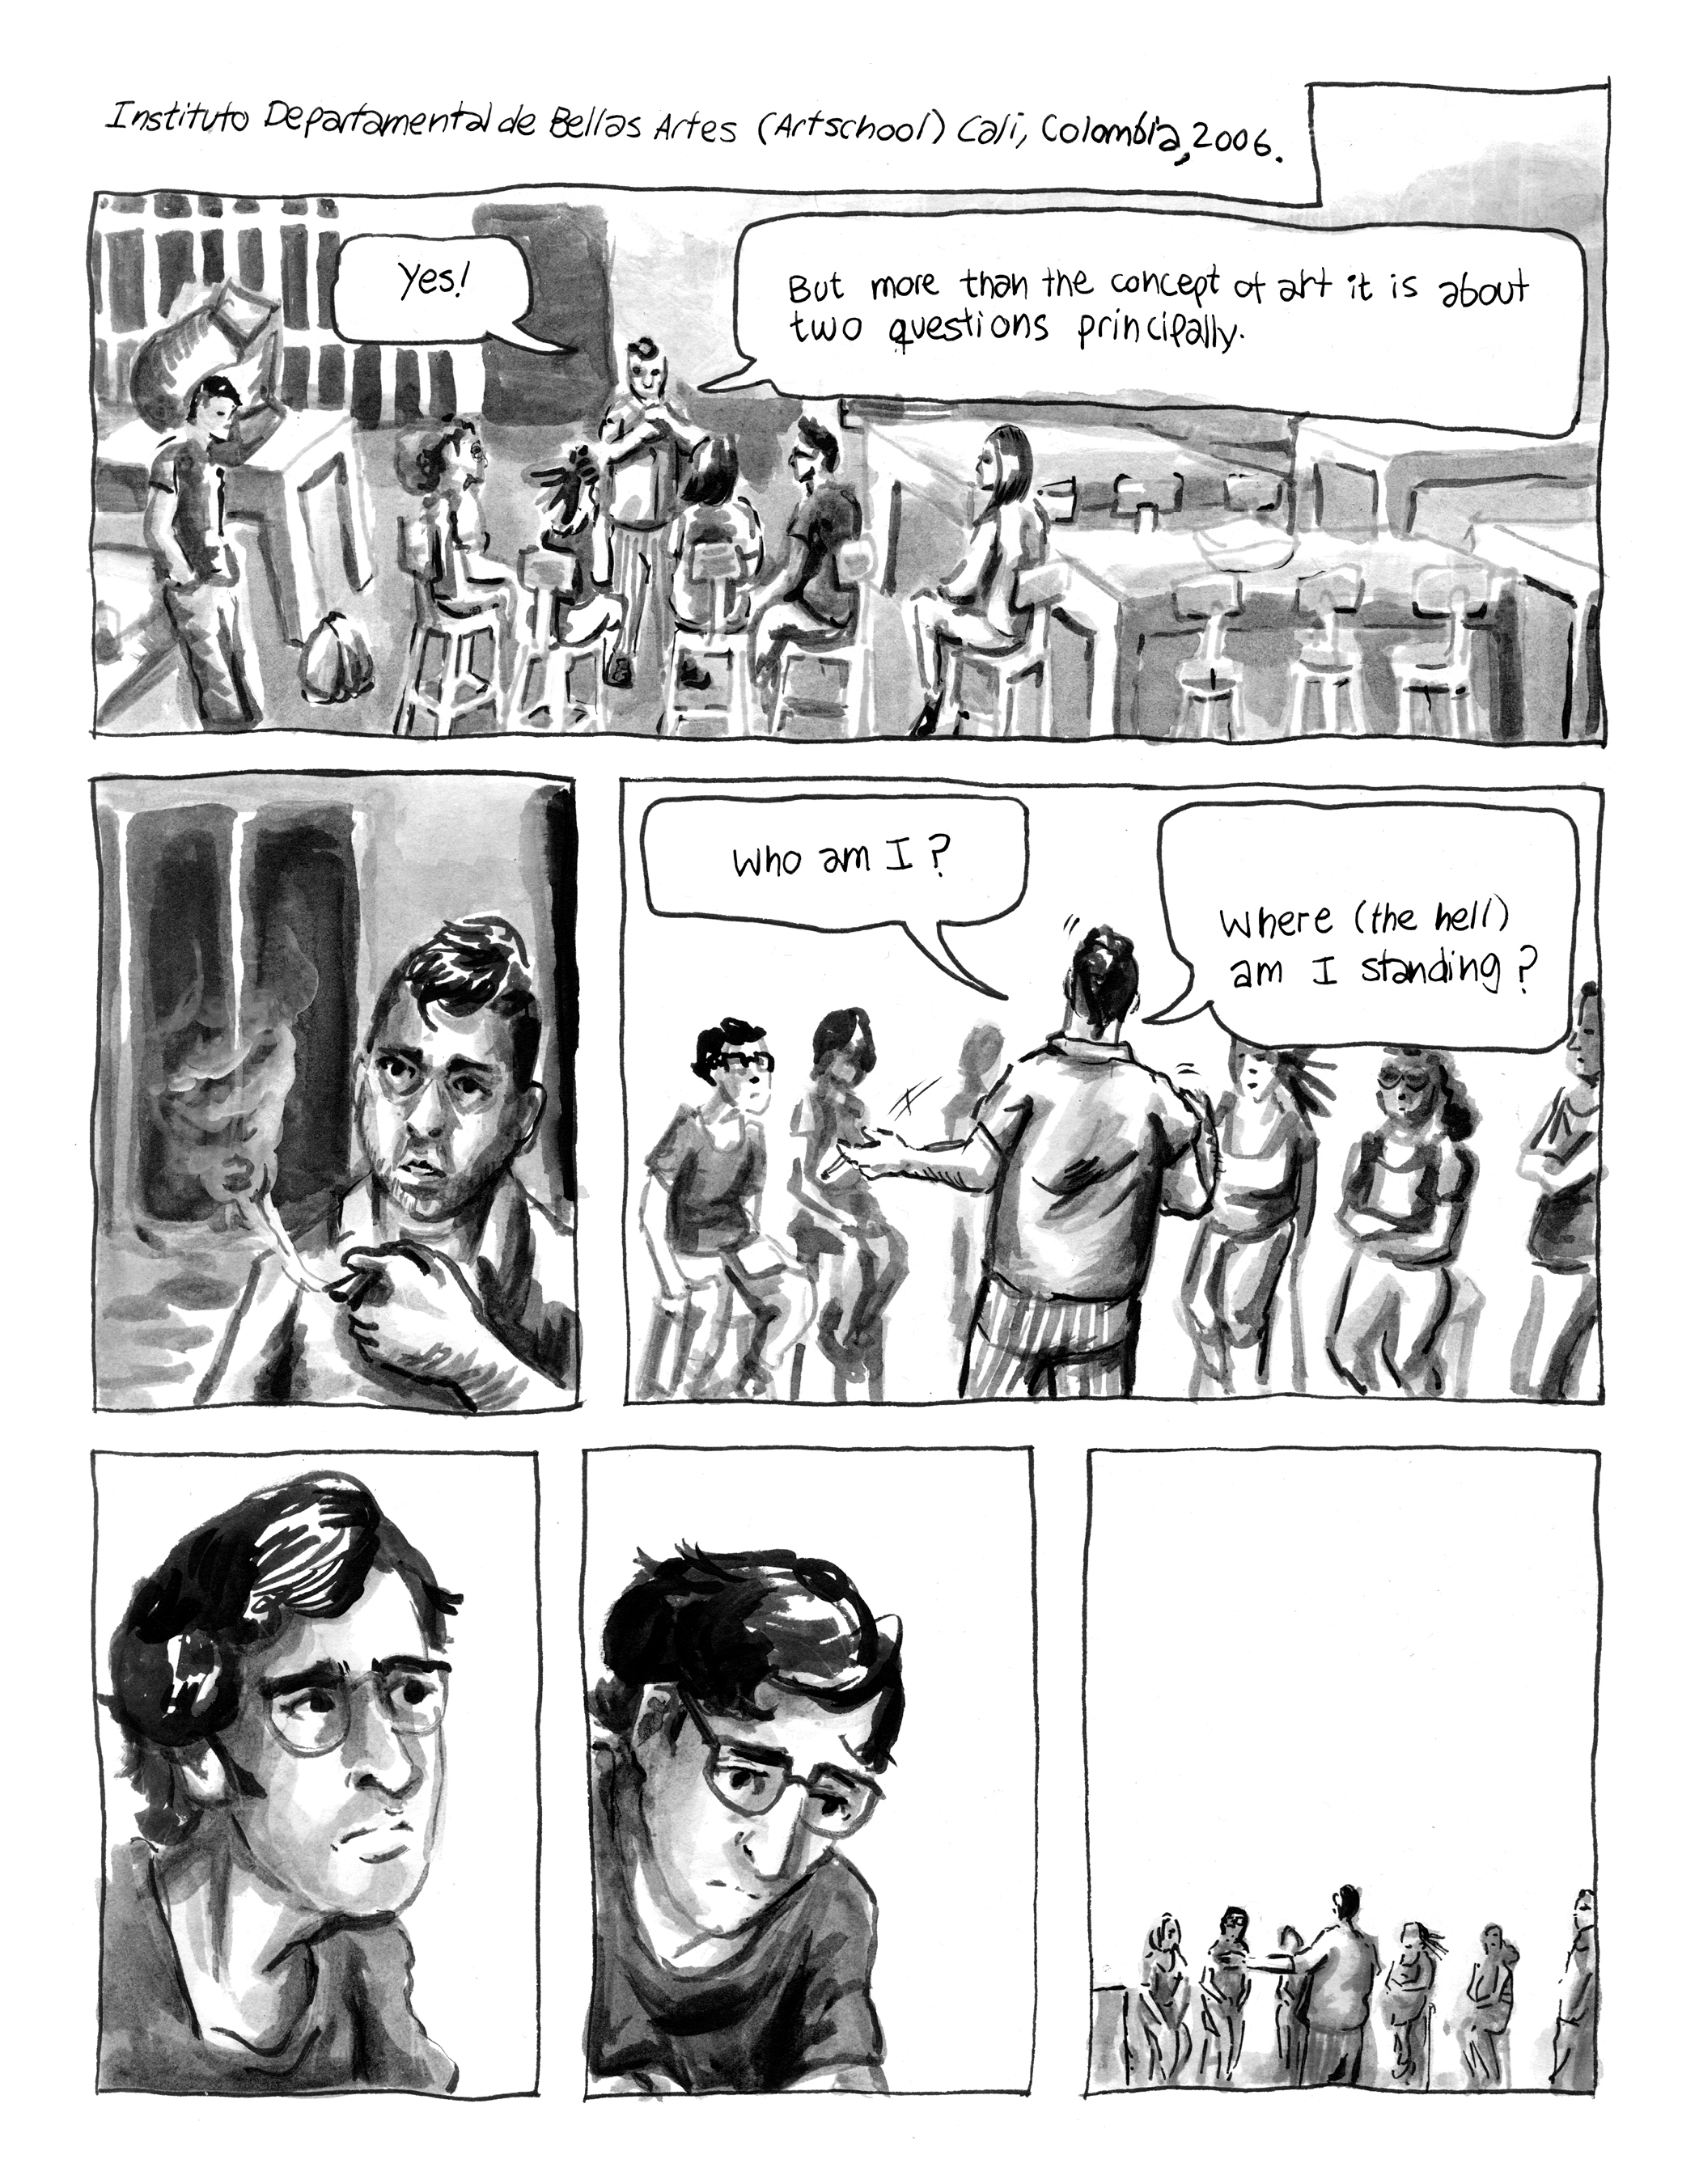 Instituto Departamental de Bellas Artes (Artschool) Cali, Colombia, 2006.
Yes!
But more than the concept of art it is about
two questions principally.
Who am I?
Where (the hell)
am I standing?